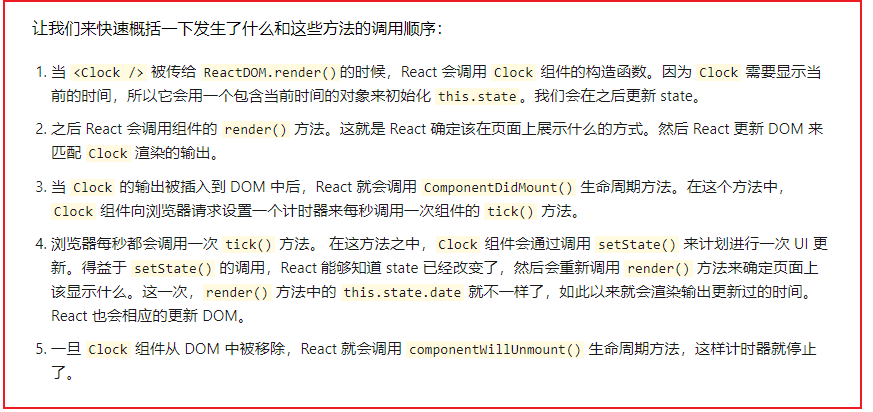 让我们来快速概括一下发生了什么和这些方法的调用顺序：
1. 当 <Clock /> 被传给 ReactDOM.render()的时候，React 会调用 Clock 组件的构造函数。因为 Clock 需要显示当
前的时间，所以它会用一个包含当前时间的对象来初始化 this.state。我们会在之后更新 state。
2. 之后 React 会调用组件的 render() 方法。这就是 React 确定该在页面上展示什么的方式。然后 React 更新 DOM 来
匹配 Clock 渲染的输出。
3. 当 Clock 的输出被插入到 DOM 中后，React 就会调用 ComponentDidMount() 生命周期方法。在这个方法中，
Clock 组件向浏览器请求设置一个计时器来每秒调用一次组件的 tick() 方法。
4. 浏览器每秒都会调用一次 tick() 方法。 在这方法之中，Clock 组件会通过调用 setState() 来计划进行一次 UI 更
新。得益于 setState() 的调用，React 能够知道 state 已经改变了，然后会重新调用 render() 方法来确定页面上
该显示什么。这一次，render() 方法中的 this.state.date 就不一样了，如此以来就会渲染输出更新过的时间。
React 也会相应的更新 DOM。
5. 一旦 Clock 组件从 DOM 中被移除，React 就会调用 componentWillUnmount() 生命周期方法，这样计时器就停止
了。